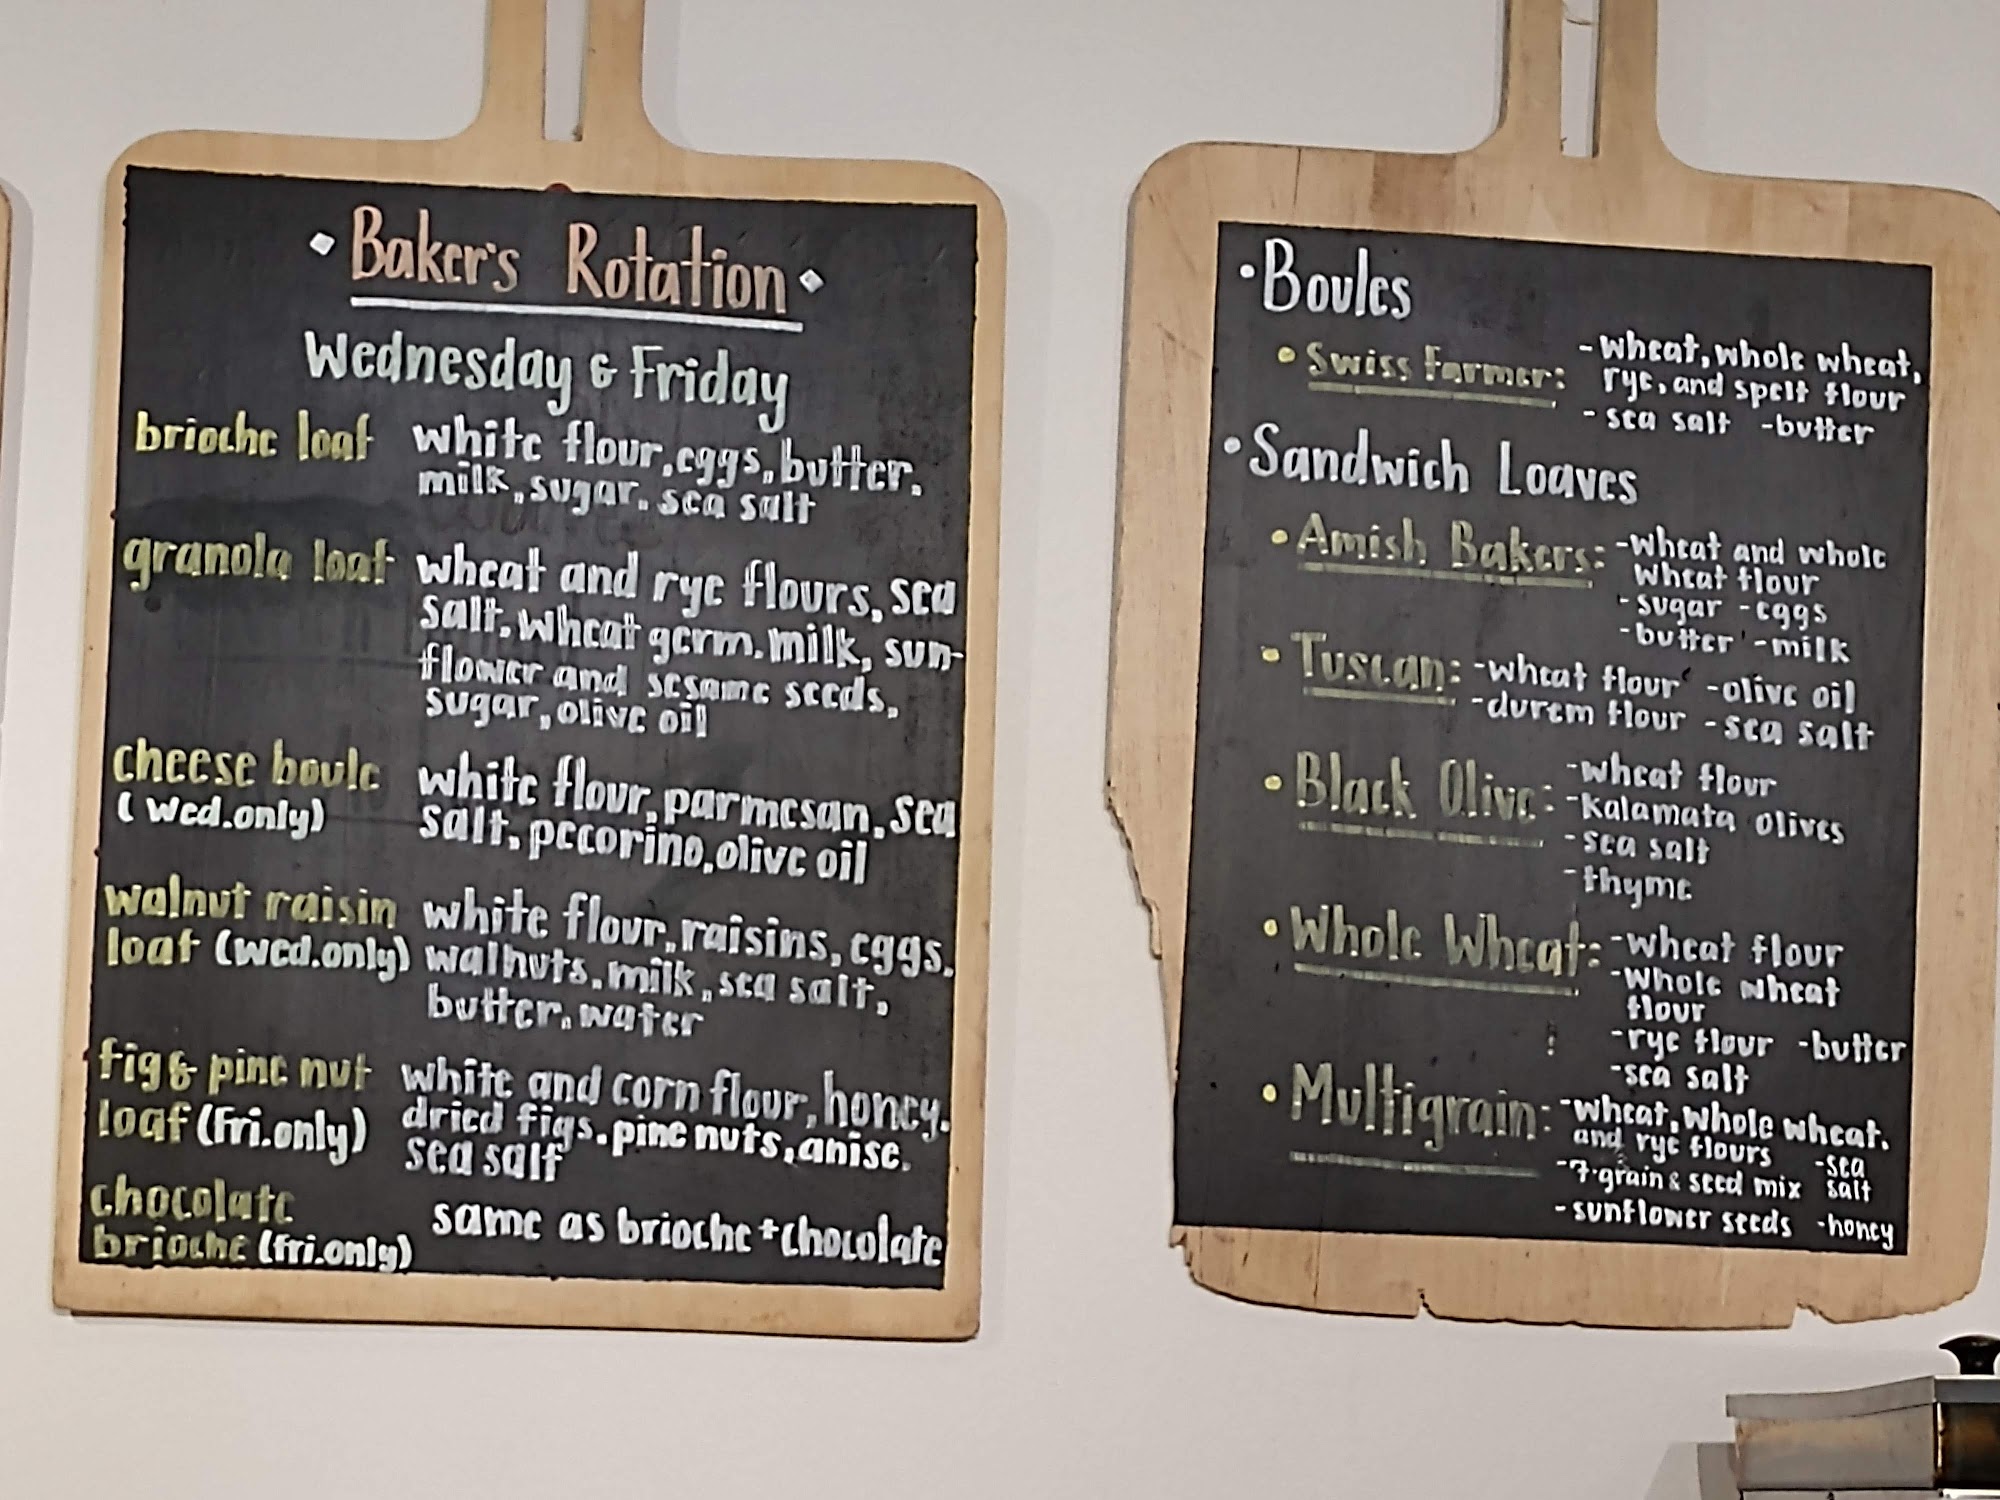 Baker's Rotation
Wednesday & Friday
brioche loaf white flour, eggs, butter,
milk, sugar, sea salt
granola loaf wheat and rye flours, sea
salt, wheat germ, milk, sun-
flower and sesame seeds,
sugar, olive oil
cheese boule white flour, parmesan, sea
(Wed. only) salt, pecorino, olive oil
walnut raisin white flour, raisins, eggs,
loaf (wed. only) walnuts, milk, sea salt,
butter, water
fig & pine nut white and corn flour, honey,
loaf (Fri. only) dried figs, pine nuts, anise,
sea salt
chocolate same as brioche + chocolate
brioche (fri. only)
• Boules
• Swiss Farmer: - wheat, whole wheat,
rye, and spelt flour
- sea salt - butter
• Sandwich Loaves
• Amish Bakers: - wheat and whole
wheat flour
- sugar - eggs
- butter - milk
• Tuscan: - wheat flour - olive oil
- durem flour - sea salt
• Black Olive: - wheat flour
- Kalamata olives
- sea salt
- thyme
• Whole Wheat: - wheat flour
- whole wheat
flour
- rye flour - butter
- sea salt
• Multigrain: - wheat, whole wheat,
and rye flours - sea
- 7-grain & seed mix salt
- sunflower seeds - honey